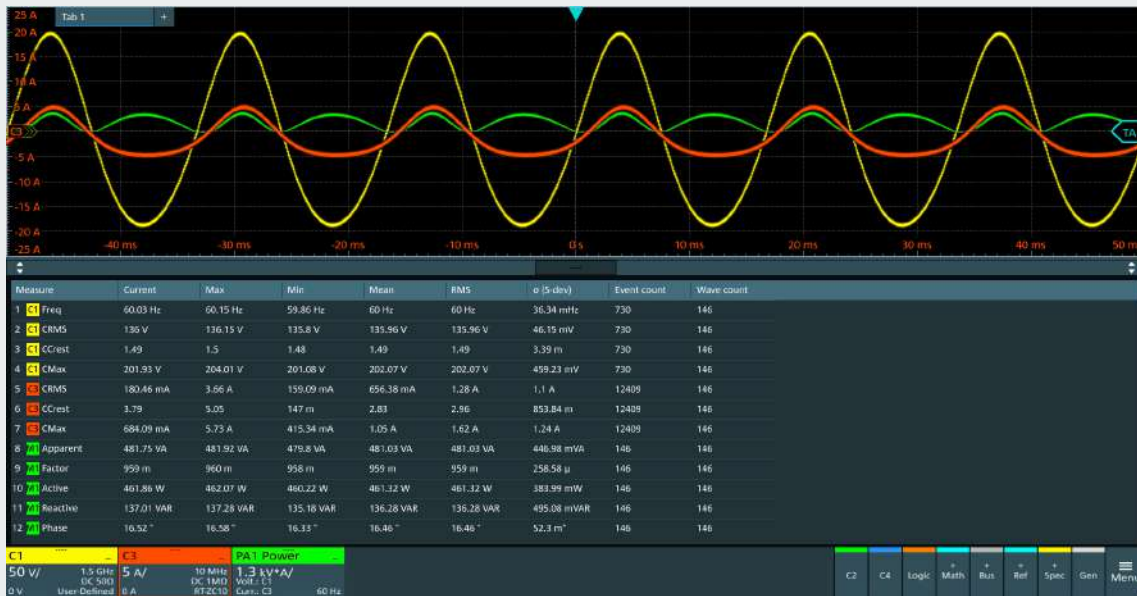 25 A
Tab 1 +
20 A
15 A
10 A
5 A
C3
TA
-5 A
-10 A
-15 A
-20 A
-25 A
-40 ms -30 ms -20 ms -10 ms 0 s 10 ms 20 ms 30 ms 40 ms 50 ms
Measure Current Max Min Mean RMS σ (S-dev) Event count Wave count
1 C1 Freq 60.03 Hz 60.15 Hz 59.86 Hz 60 Hz 60 Hz 36.34 mHz 730 146
2 C1 CRMS 136 V 136.15 V 135.8 V 135.96 V 135.96 V 46.15 mV 730 146
3 C1 CCrest 1.49 1.5 1.48 1.49 1.49 3.39 m 730 146
4 C1 CMax 201.93 V 204.01 V 201.08 V 202.07 V 202.07 V 459.23 mV 730 146
5 C3 CRMS 180.46 mA 3.66 A 159.09 mA 656.38 mA 1.28 A 1.1 A 12409 146
6 C3 CCrest 3.79 5.05 147 m 2.83 2.96 853.84 m 12409 146
7 C3 CMax 684.09 mA 5.73 A 415.34 mA 1.05 A 1.62 A 1.24 A 12409 146
8 M1 Apparent 481.75 VA 481.92 VA 479.8 VA 481.03 VA 481.03 VA 446.98 mVA 146 146
9 M1 Factor 959 m 960 m 958 m 959 m 959 m 258.58 µ 146 146
10 M1 Active 461.86 W 462.07 W 460.22 W 461.32 W 461.32 W 383.99 mW 146 146
11 M1 Reactive 137.01 VAR 137.28 VAR 135.18 VAR 136.28 VAR 136.28 VAR 495.08 mVAR 146 146
12 M1 Phase 16.52 ° 16.58 ° 16.33 ° 16.46 ° 16.46 ° 52.3 m° 146 146
C1 C3 PA1 Power
50 V/ 1.5 GHz 5 A/ 10 MHz 1.3 kV*A/
DC 50Ω DC 1MΩ Volt.: C1
0 V User-Defined 0 A RT-ZC10 Curr.: C3 60 Hz
C2 C4 Logic + Math + Bus + Ref + Spec Gen Menu